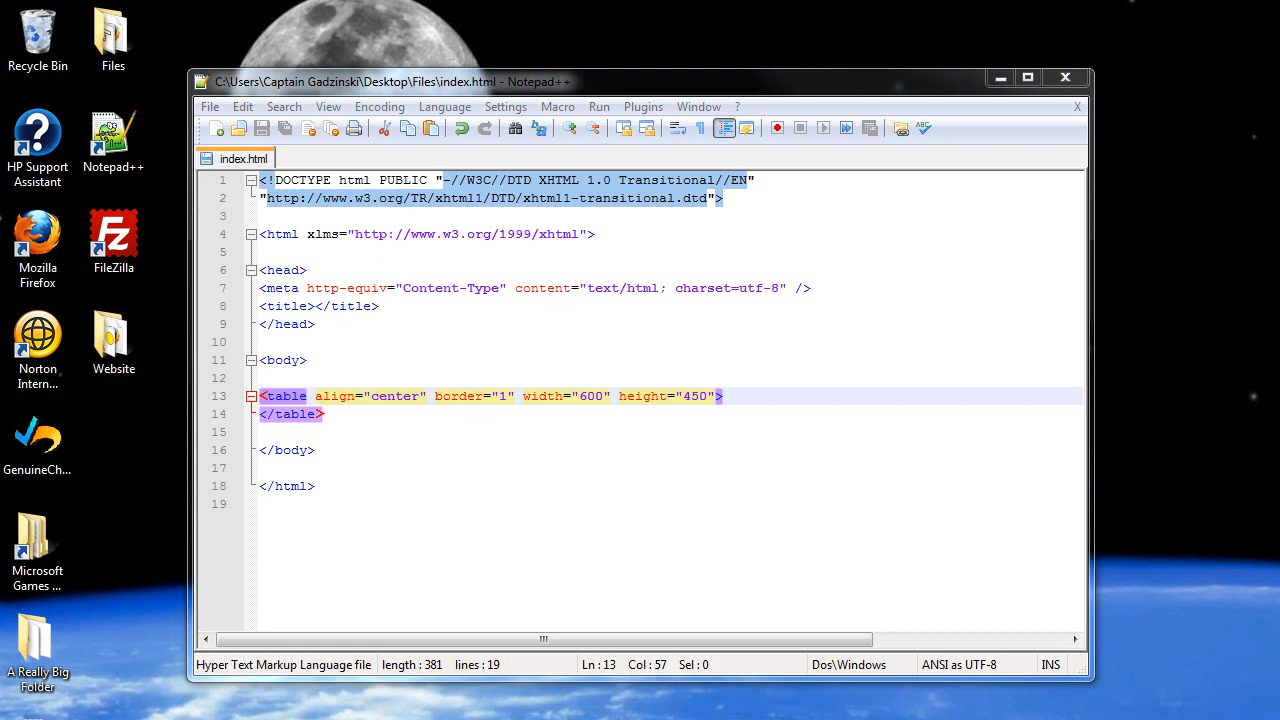 Recycle Bin
Files
HP Support
Assistant
Notepad++
Mozilla
Firefox
FileZilla
Norton
Intern...
Website
GenuineCh...
Microsoft
Games ...
A Really Big
Folder
C:\Users\Captain Gadzinski\Desktop\Files\index.html - Notepad++
File Edit Search View Encoding Language Settings Macro Run Plugins Window ? X
index.html
1 <!DOCTYPE html PUBLIC "-//W3C//DTD XHTML 1.0 Transitional//EN"
2 "http://www.w3.org/TR/xhtml1/DTD/xhtml1-transitional.dtd">
3
4 <html xlms="http://www.w3.org/1999/xhtml">
5
6 <head>
7 <meta http-equiv="Content-Type" content="text/html; charset=utf-8" />
8 <title></title>
9 </head>
10
11 <body>
12
13 <table align="center" border="1" width="600" height="450">
14 </table>
15
16 </body>
17
18 </html>
19
Hyper Text Markup Language file length : 381 lines : 19 Ln : 13 Col : 57 Sel : 0 Dos\Windows ANSI as UTF-8 INS